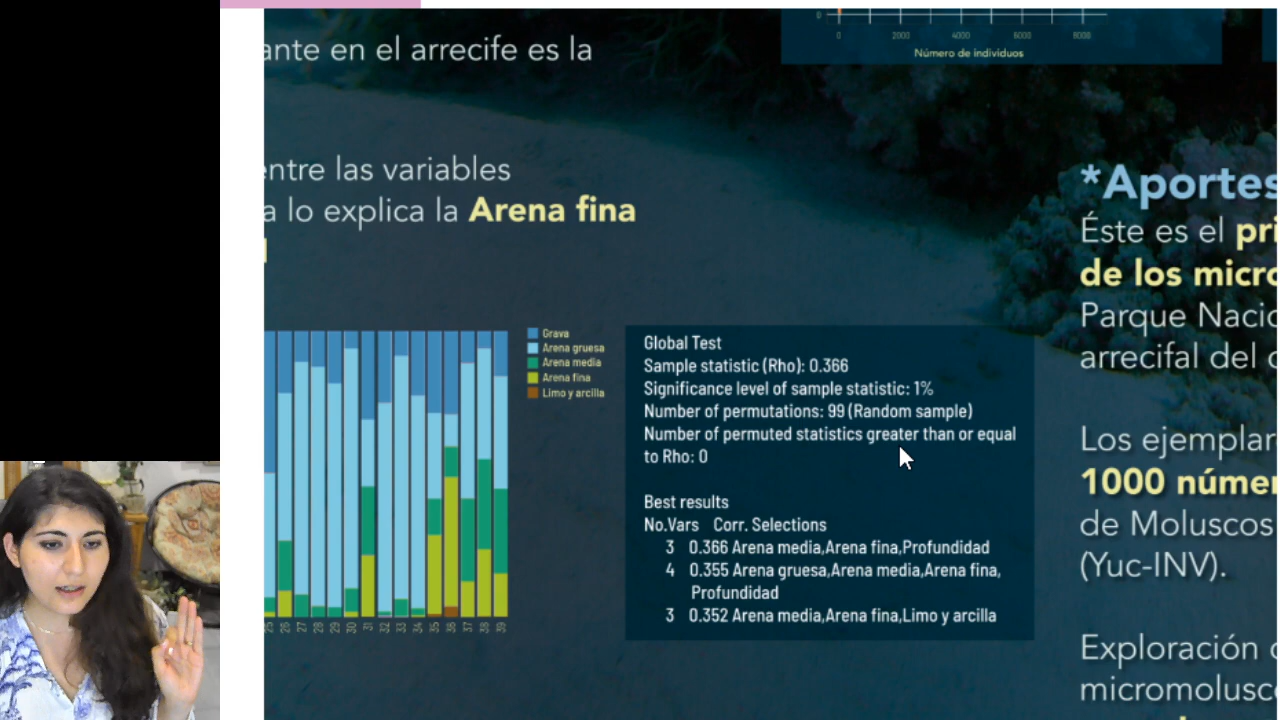 ante en el arrecife es la
entre las variables
a lo explica la Arena fina
0
0 2000 4000 6000 8000
Número de individuos
Grava
Arena gruesa
Arena media
Arena fina
Limo y arcilla
25 26 27 28 29 30 31 32 33 34 35 36 37 38 39
Global Test
Sample statistic (Rho): 0.366
Significance level of sample statistic: 1%
Number of permutations: 99 (Random sample)
Number of permuted statistics greater than or equal
to Rho: 0
Best results
No.Vars Corr. Selections
3 0.366 Arena media,Arena fina,Profundidad
4 0.355 Arena gruesa,Arena media,Arena fina,
Profundidad
3 0.352 Arena media,Arena fina,Limo y arcilla
*Aportes
Éste es el pri
de los micro
Parque Nacio
arrecifal del c
Los ejemplar
1000 númer
de Moluscos
(Yuc-INV).
Exploración d
micromolusco